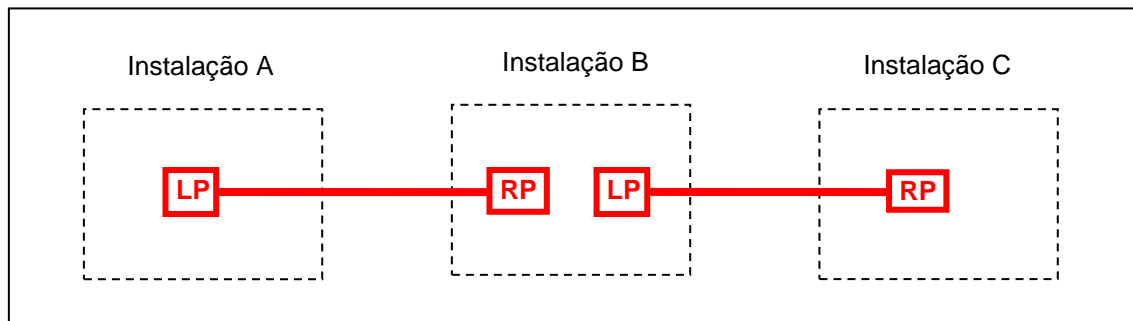 Instalação A
Instalação B
Instalação C
LP
RP
LP
RP